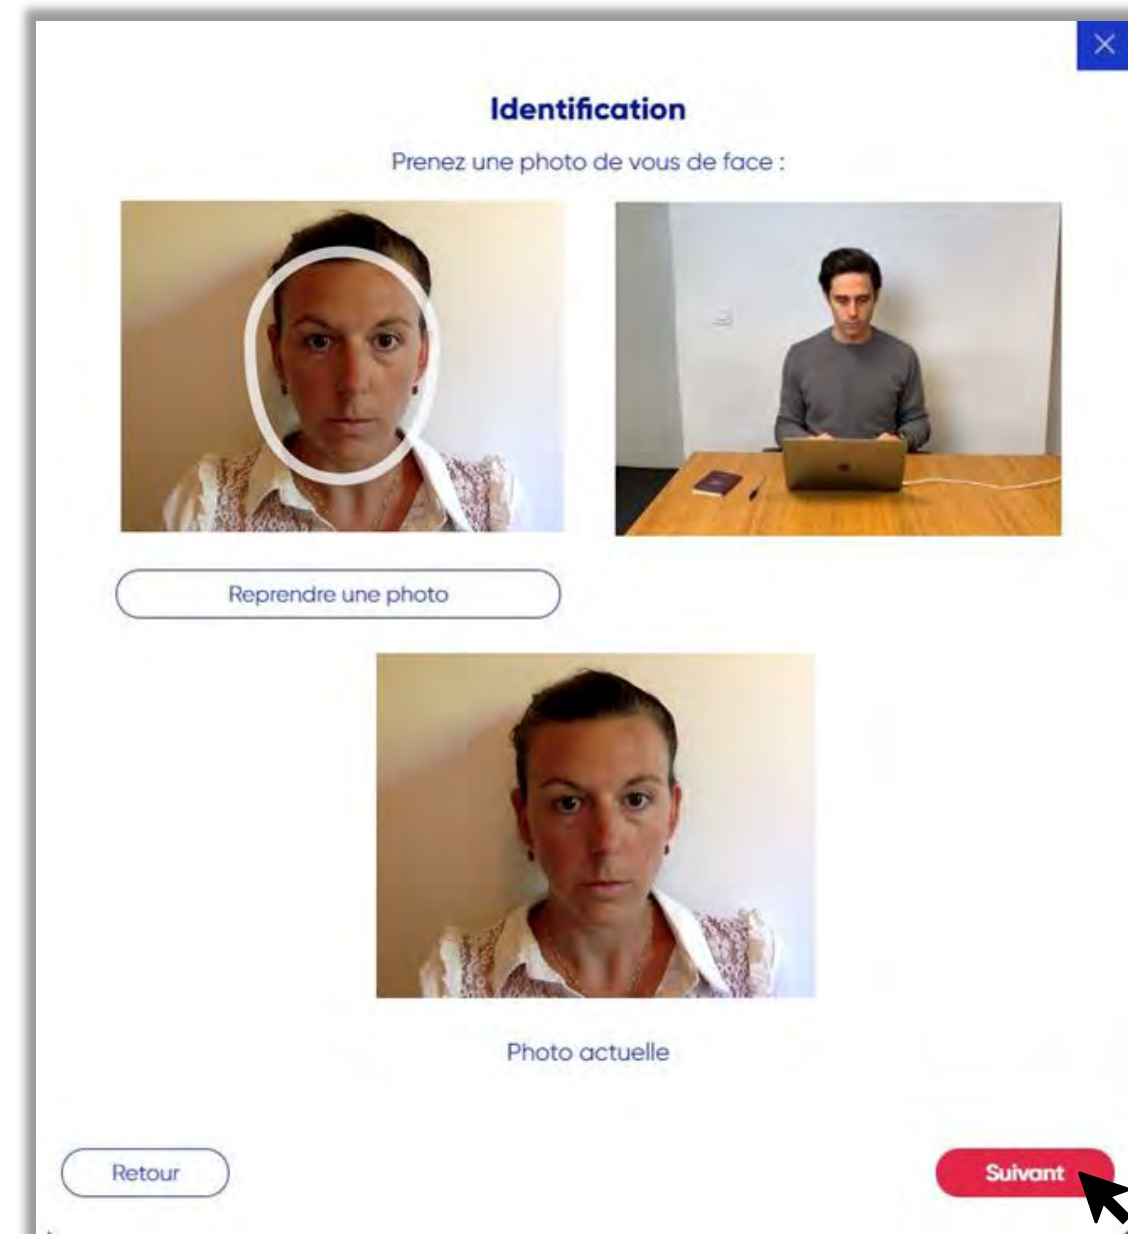 Identification
Prenez une photo de vous de face :
Reprendre une photo
Photo actuelle
Retour
Suivant